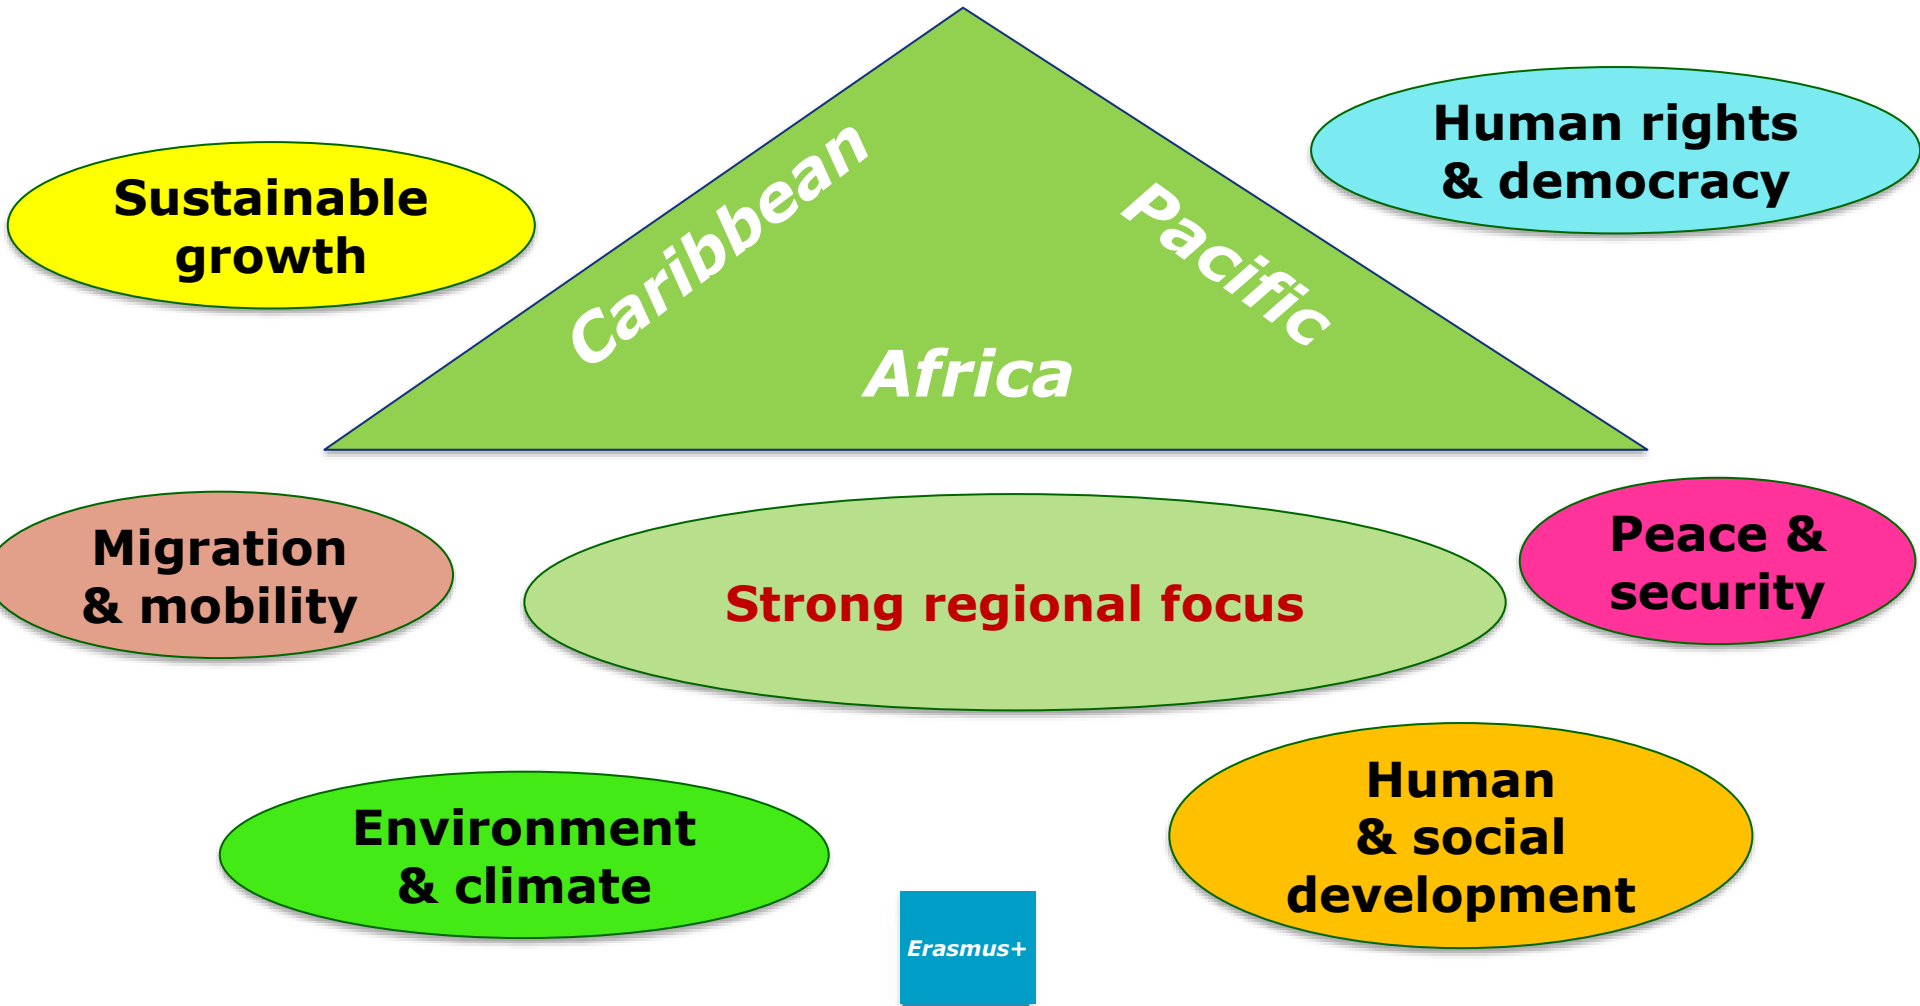 Human rights
& democracy
Sustainable
growth
Caribbean
Pacific
Africa
Migration
& mobility
Strong regional focus
Peace &
security
Environment
& climate
Human
& social
development
Erasmus+